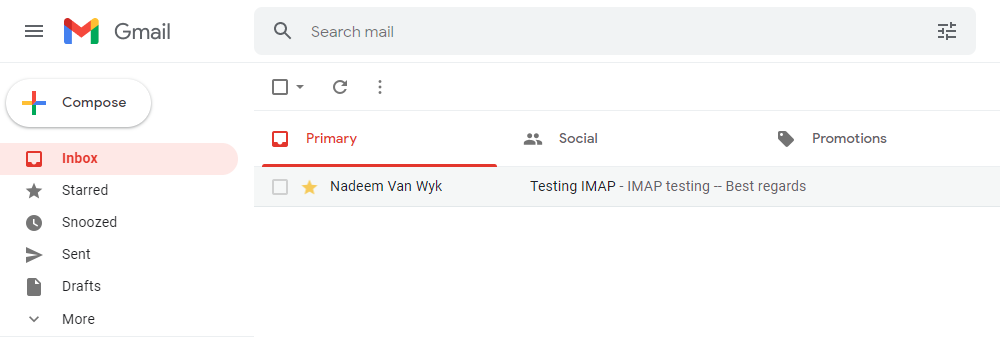 Gmail
Search mail
Compose
Inbox
Starred
Snoozed
Sent
Drafts
More
Primary
Social
Promotions
Nadeem Van Wyk
Testing IMAP - IMAP testing -- Best regards